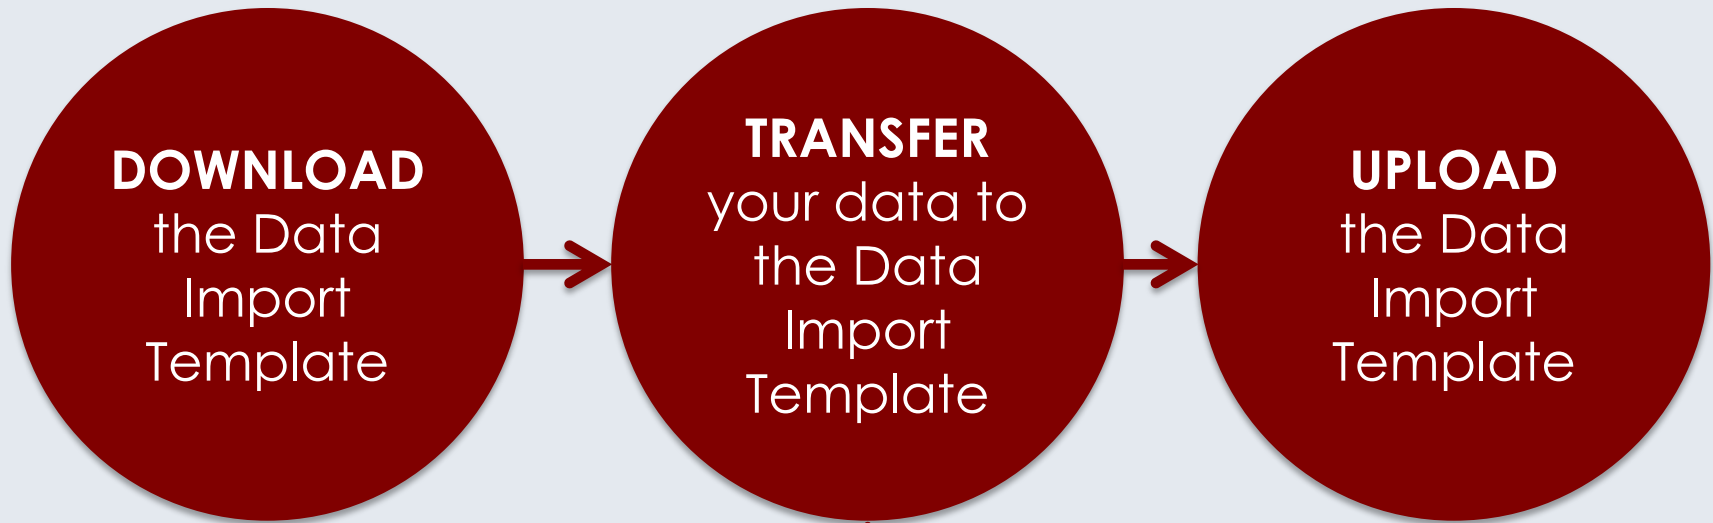 DOWNLOAD
the Data
Import
Template
TRANSFER
your data to
the Data
Import
Template
UPLOAD
the Data
Import
Template